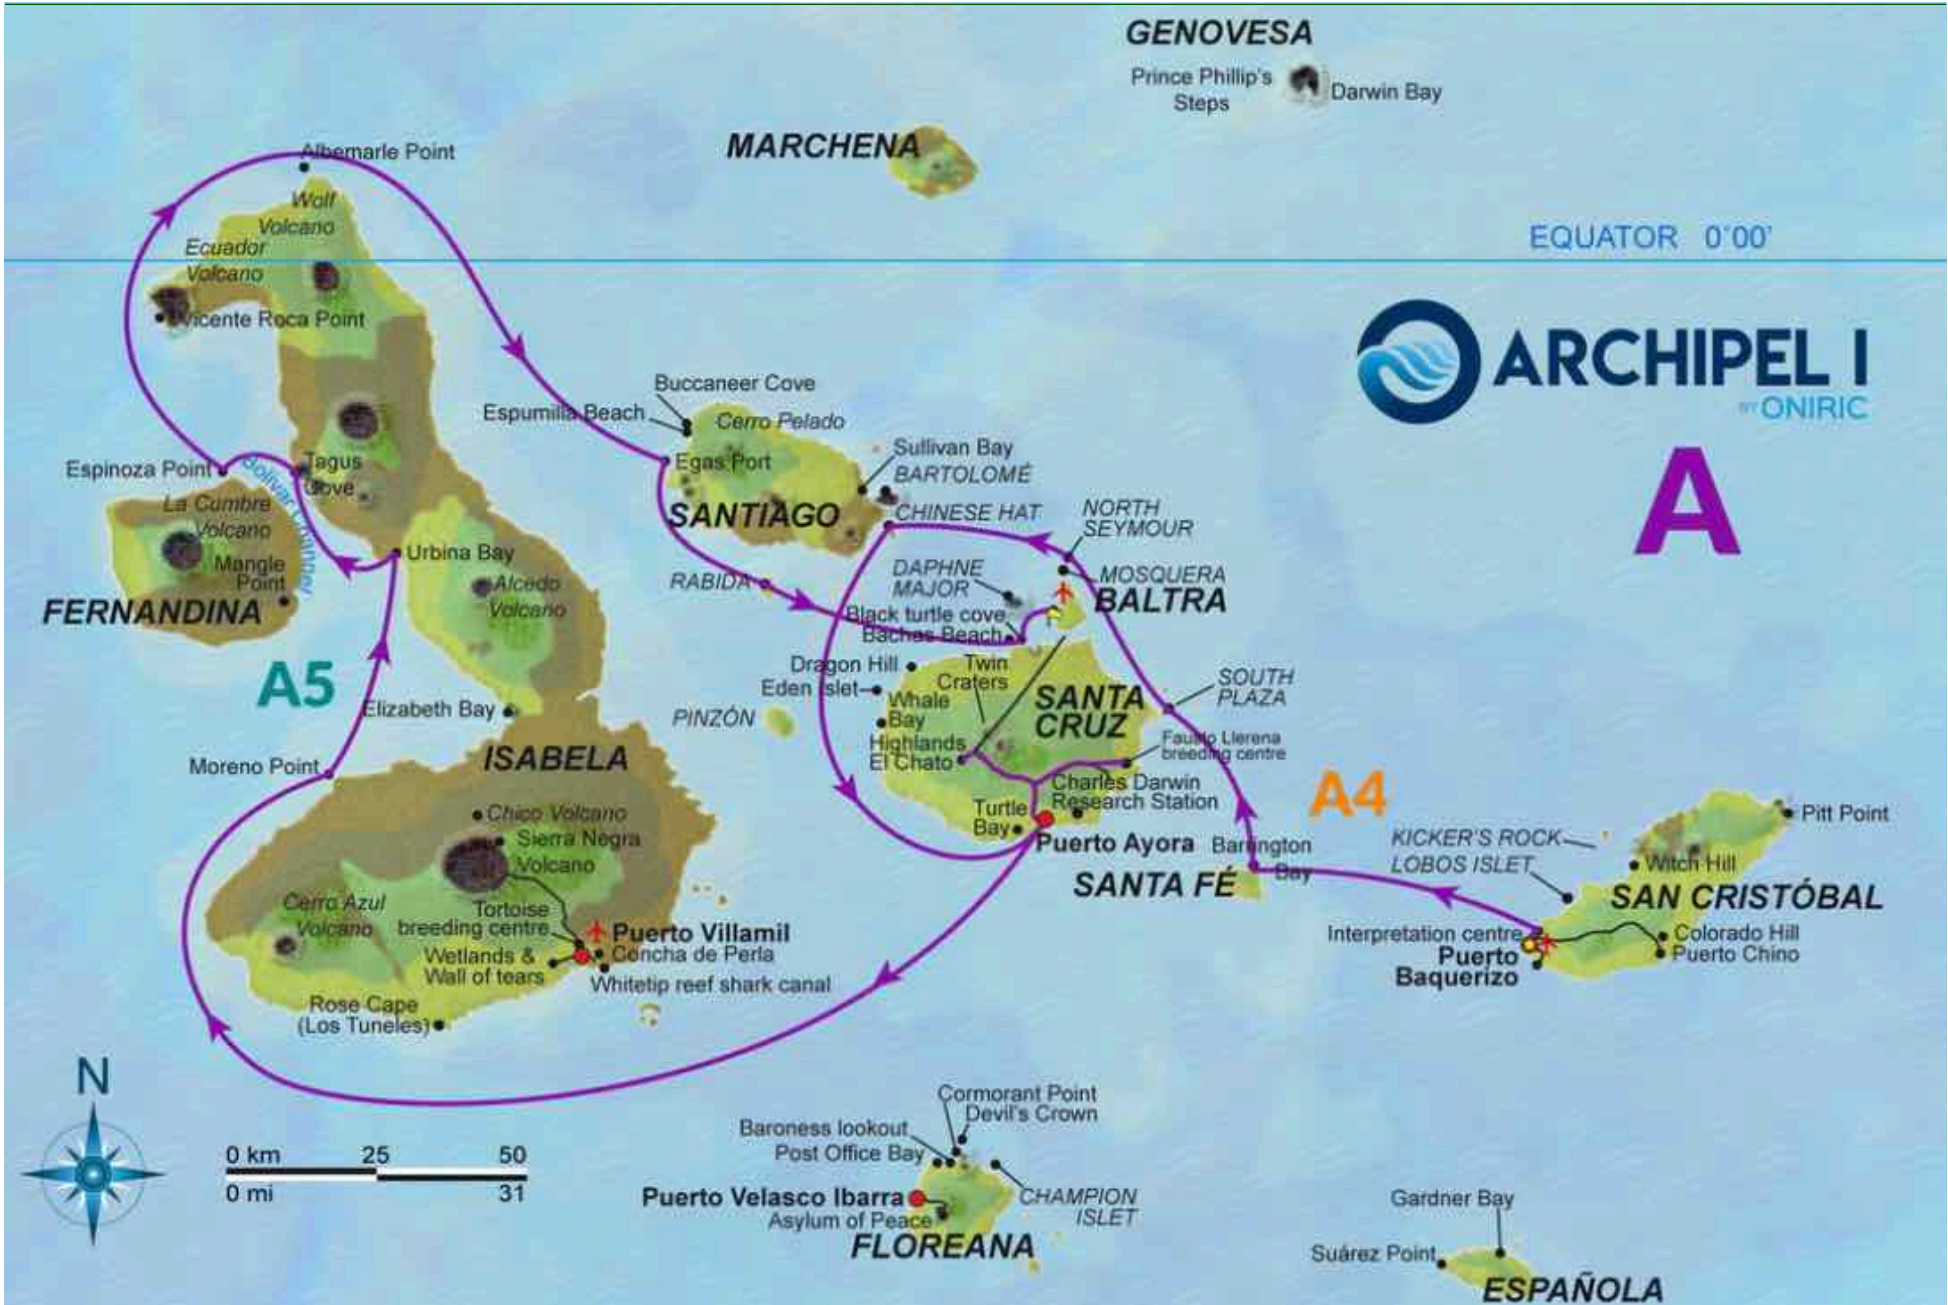 GENOVESA
Prince Phillip's
Steps
Darwin Bay
MARCHENA
Albemarle Point
Wolf
Volcano
Ecuador
Volcano
EQUATOR 0°00'
Vicente Roca Point
ARCHIPEL I
BY ONIRIC
A
Buccaneer Cove
Espumilla Beach
Cerro Pelado
Sullivan Bay
BARTOLOMÉ
Egas Port
SANTIAGO
CHINESE HAT
NORTH
SEYMOUR
Espinoza Point
Tagus
Cove
Bolivar Channel
La Cumbre
Volcano
Mangle
Point
FERNANDINA
Urbina Bay
Alcedo
Volcano
RABIDA
DAPHNE
MAJOR
MOSQUERA
BALTRA
Black turtle cove
Bachas Beach
A5
Dragon Hill
Eden Islet
Twin
Craters
Whale
Bay
SANTA
CRUZ
SOUTH
PLAZA
Elizabeth Bay
PINZÓN
Highlands
El Chato
Fausto Llerena
breeding centre
Moreno Point
ISABELA
Charles Darwin
Research Station
Turtle
Bay
Puerto Ayora
A4
Chico Volcano
Sierra Negra
Volcano
Barrington
Bay
SANTA FÉ
KICKER'S ROCK
LOBOS ISLET
Pitt Point
Witch Hill
SAN CRISTÓBAL
Cerro Azul
Volcano
Tortoise
breeding centre
Puerto Villamil
Concha de Perla
Wetlands &
Wall of tears
Whitetip reef shark canal
Interpretation centre
Puerto
Baquerizo
Colorado Hill
Puerto Chino
Rose Cape
(Los Tuneles)
N
0 km 25 50
0 mi 31
Cormorant Point
Devil's Crown
Baroness lookout
Post Office Bay
Puerto Velasco Ibarra
Asylum of Peace
CHAMPION
ISLET
FLOREANA
Gardner Bay
Suárez Point
ESPAÑOLA